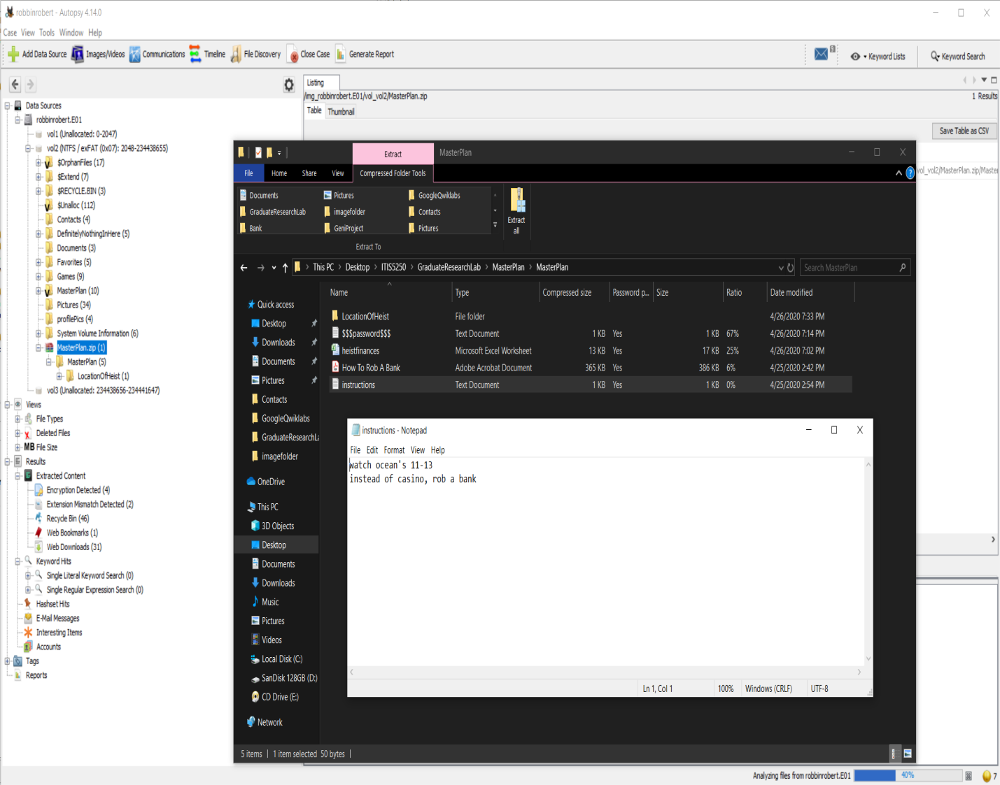 robbinrobert - Autopsy 4.14.0
Case View Tools Window Help
Add Data Source Images/Videos Communications Timeline File Discovery Close Case Generate Report Keyword Lists Keyword Search
Listing
/img_robbinrobert.E01/vol_vol2/MasterPlan.zip 1 Results
Table Thumbnail
Save Table as CSV
vol_vol2/MasterPlan.zip/Master
Data Sources
robbinrobert.E01
vol1 (Unallocated: 0-2047)
vol2 (NTFS / exFAT (0x07): 2048-234438655)
$OrphanFiles (17)
$Extend (7)
$RECYCLE.BIN (3)
$Unalloc (112)
Contacts (4)
DefinitelyNothingInHere (5)
Documents (3)
Favorites (5)
Games (9)
MasterPlan (10)
Pictures (34)
profilePics (4)
System Volume Information (6)
MasterPlan.zip (1)
MasterPlan (5)
LocationOfHeist (1)
vol3 (Unallocated: 234438656-234441647)
Views
File Types
Deleted Files
MB File Size
Results
Extracted Content
Encryption Detected (4)
Extension Mismatch Detected (2)
Recycle Bin (46)
Web Bookmarks (1)
Web Downloads (31)
Keyword Hits
Single Literal Keyword Search (0)
Single Regular Expression Search (0)
Hashset Hits
E-Mail Messages
Interesting Items
Accounts
Tags
Reports
Extract MasterPlan
File Home Share View Compressed Folder Tools
Documents Pictures GoogleQwiklabs
GraduateResearchLab imagefolder Contacts
Bank GeniProject Pictures
Extract
all
Extract To
This PC > Desktop > ITIS5250 > GraduateResearchLab > MasterPlan > MasterPlan
Search MasterPlan
Name Type Compressed size Password p... Size Ratio Date modified
LocationOfHeist File folder 4/26/2020 7:33 PM
$$$password$$$ Text Document 1 KB Yes 1 KB 67% 4/26/2020 7:14 PM
heistfinances Microsoft Excel Worksheet 13 KB Yes 17 KB 25% 4/26/2020 7:02 PM
How To Rob A Bank Adobe Acrobat Document 365 KB Yes 386 KB 6% 4/25/2020 2:42 PM
instructions Text Document 1 KB Yes 1 KB 0% 4/25/2020 2:54 PM
Quick access
Desktop
Downloads
Documents
Pictures
Contacts
GoogleQwiklabs
GraduateResearchLa
imagefolder
OneDrive
This PC
3D Objects
Desktop
Documents
Downloads
Music
Pictures
Videos
Local Disk (C:)
SanDisk 128GB (D:)
CD Drive (E:)
Network
instructions - Notepad
File Edit Format View Help
watch ocean's 11-13
instead of casino, rob a bank
Ln 1, Col 1 100% Windows (CRLF) UTF-8
5 items 1 item selected 50 bytes
Analyzing files from robbinrobert.E01 40% 7